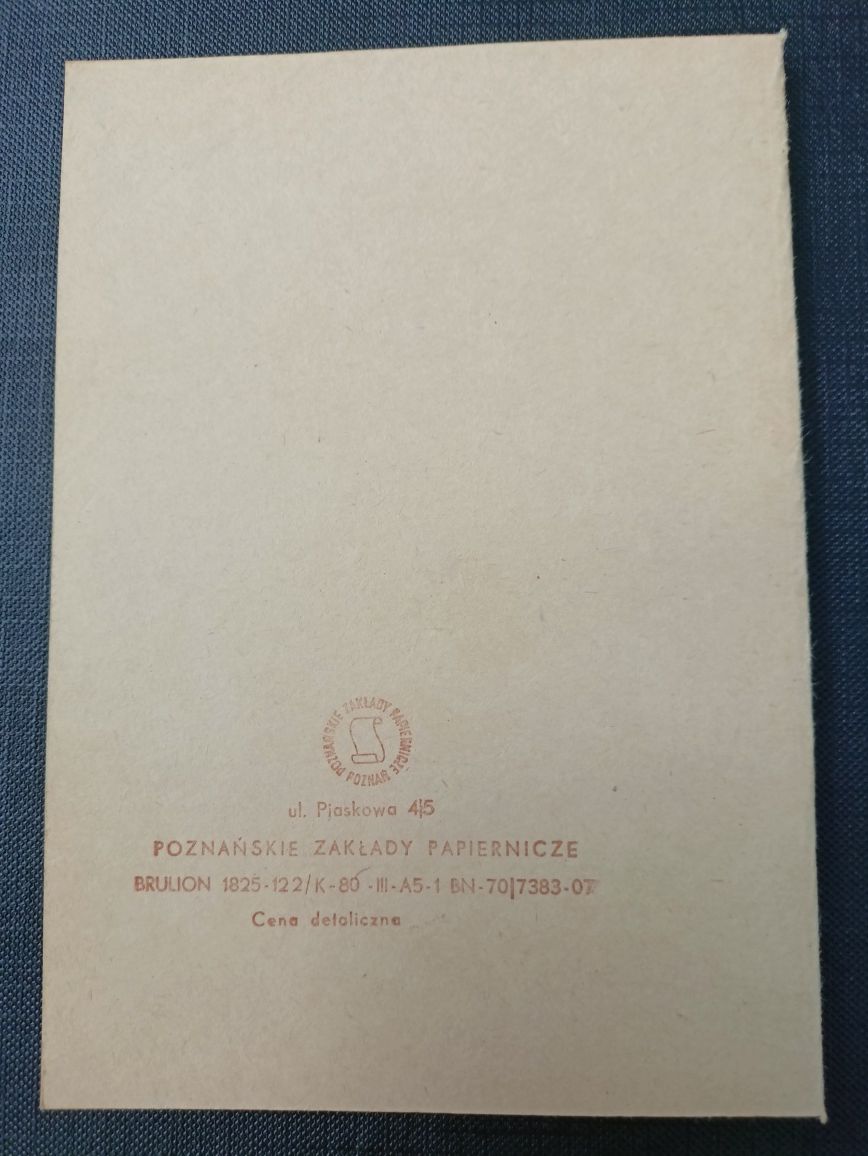 POZNAŃSKIE ZAKŁADY PAPIERNICZE POZNAŃ
ul. Piaskowa 4|5
POZNAŃSKIE ZAKŁADY PAPIERNICZE
BRULION 1825-122/K-80 -III-A5-1 BN-70|7383-07
Cena detaliczna